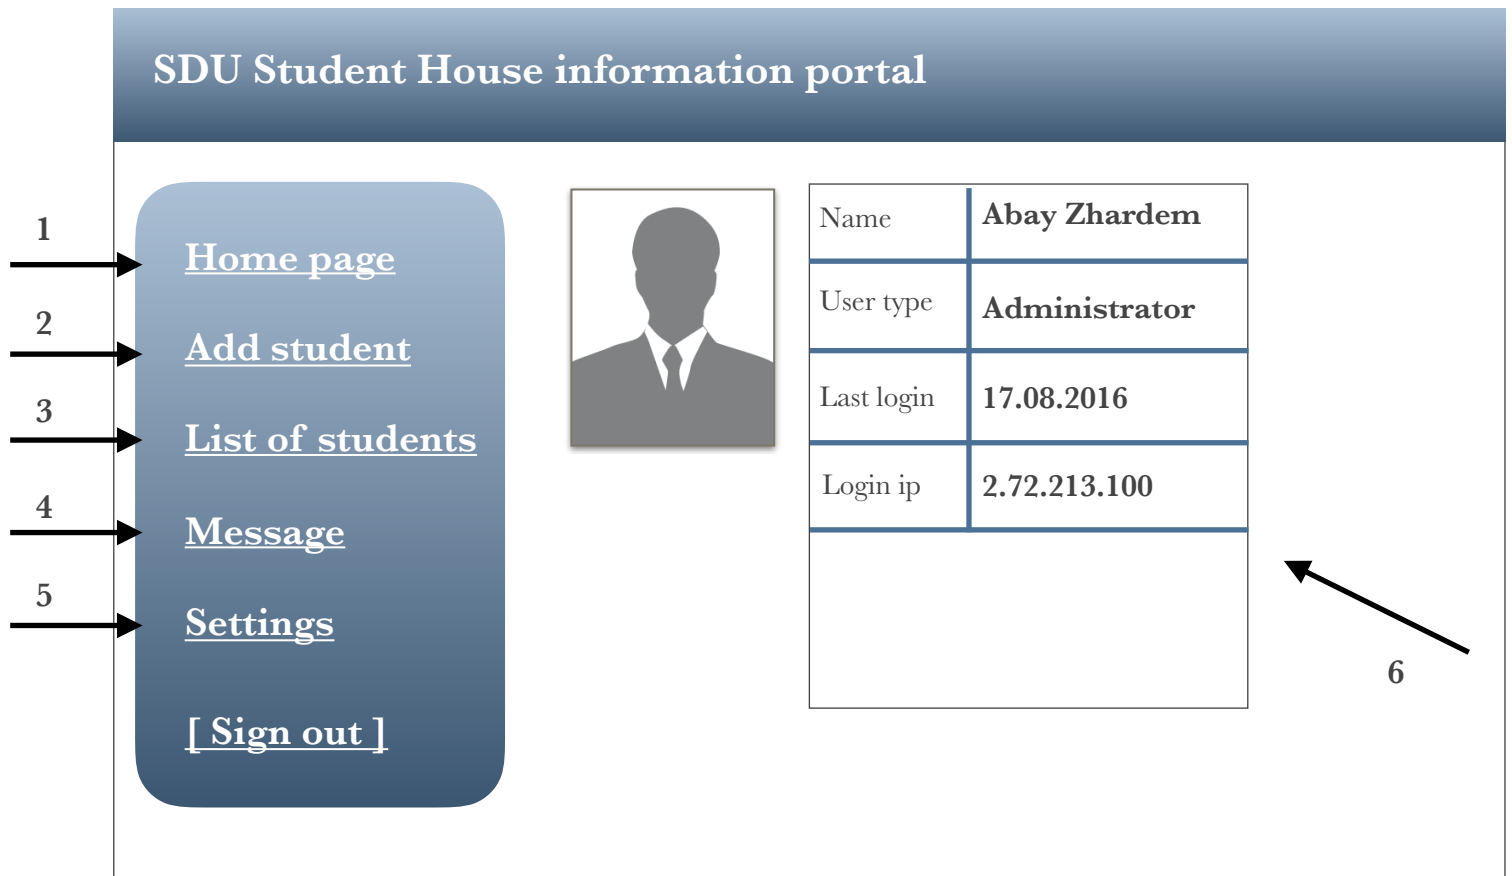 SDU Student House information portal
1
Home page
2
Add student
3
List of students
4
Message
5
Settings
[ Sign out ]
Name Abay Zhardem
User type Administrator
Last login 17.08.2016
Login ip 2.72.213.100
6